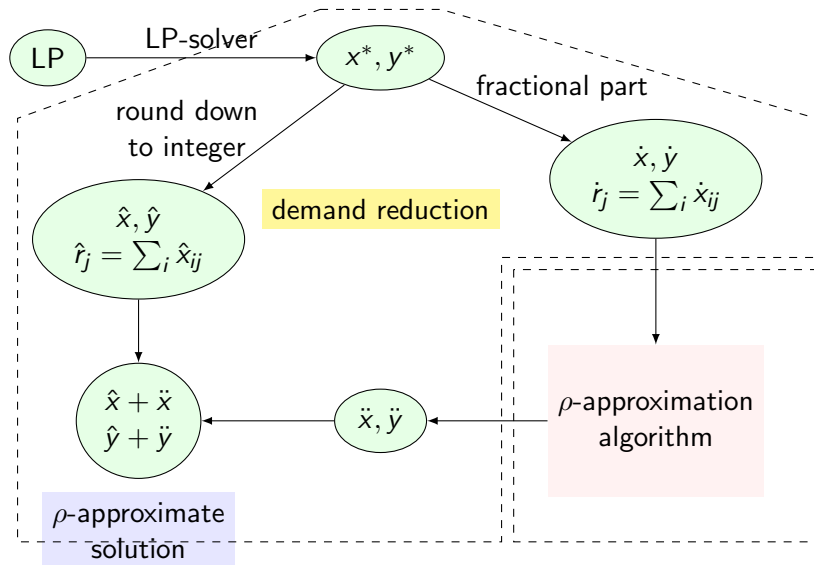 LP
LP-solver
x*, y*
fractional part
round down
to integer
ẋ, ẏ
ṙ_j = ∑_i ẋ_ij
demand reduction
x̂, ŷ
r̂_j = ∑_i x̂_ij
x̂ + ẍ
ŷ + ÿ
ẍ, ÿ
ρ-approximation
algorithm
ρ-approximate
solution